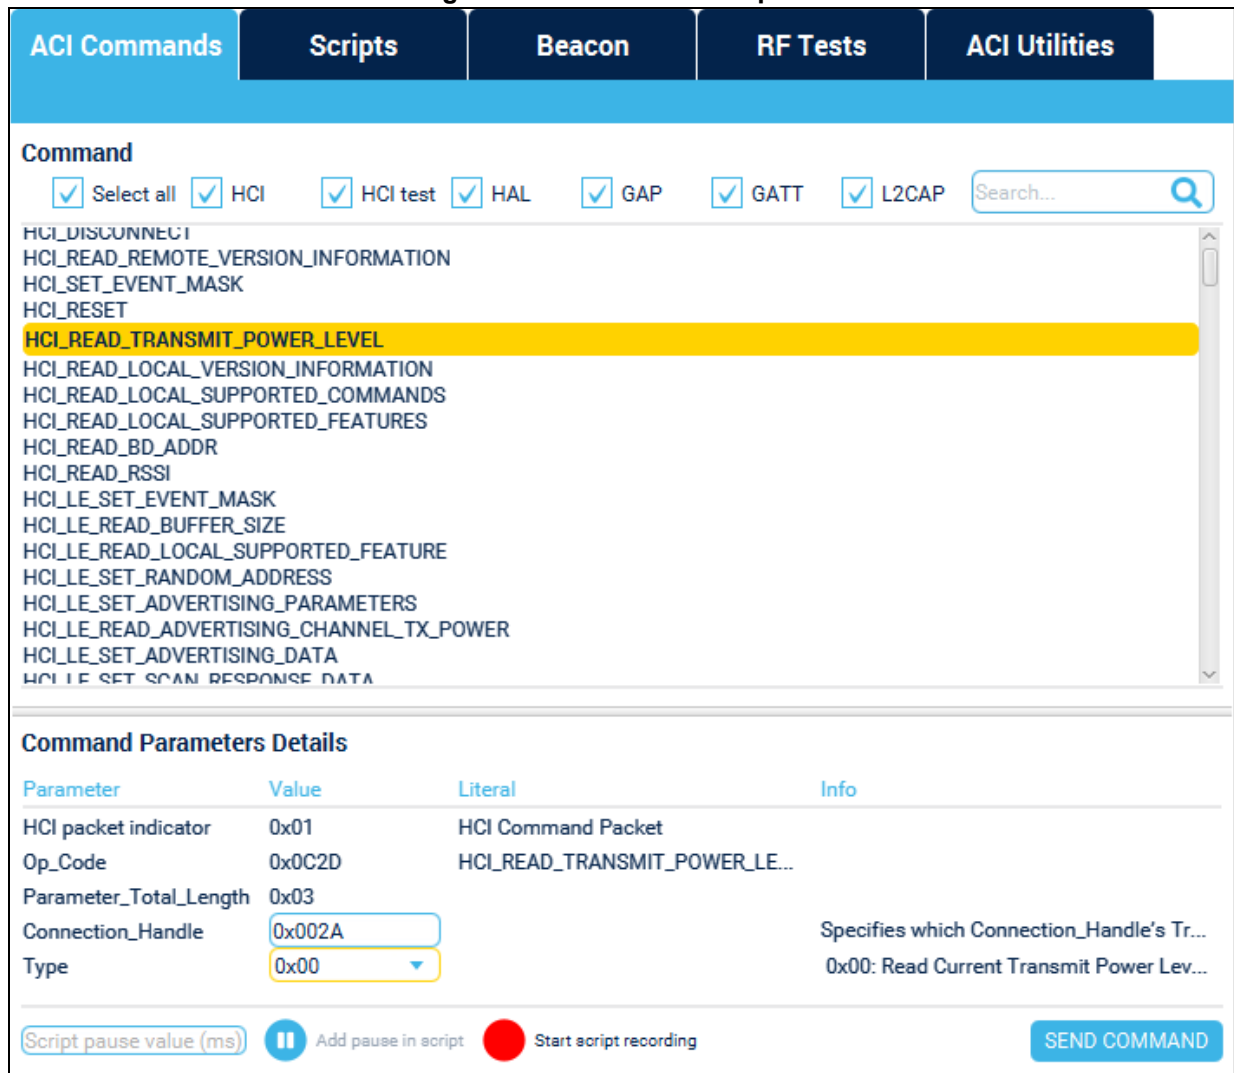 ACI Commands Scripts Beacon RF Tests ACI Utilities
Command
Select all HCI HCI test HAL GAP GATT L2CAP Search...
HCI_DISCONNECT
HCI_READ_REMOTE_VERSION_INFORMATION
HCI_SET_EVENT_MASK
HCI_RESET
HCI_READ_TRANSMIT_POWER_LEVEL
HCI_READ_LOCAL_VERSION_INFORMATION
HCI_READ_LOCAL_SUPPORTED_COMMANDS
HCI_READ_LOCAL_SUPPORTED_FEATURES
HCI_READ_BD_ADDR
HCI_READ_RSSI
HCI_LE_SET_EVENT_MASK
HCI_LE_READ_BUFFER_SIZE
HCI_LE_READ_LOCAL_SUPPORTED_FEATURE
HCI_LE_SET_RANDOM_ADDRESS
HCI_LE_SET_ADVERTISING_PARAMETERS
HCI_LE_READ_ADVERTISING_CHANNEL_TX_POWER
HCI_LE_SET_ADVERTISING_DATA
HCI_LE_SET_SCAN_RESPONSE_DATA
Command Parameters Details
Parameter Value Literal Info
HCI packet indicator 0x01 HCI Command Packet
Op_Code 0x0C2D HCI_READ_TRANSMIT_POWER_LE...
Parameter_Total_Length 0x03
Connection_Handle 0x002A Specifies which Connection_Handle's Tr...
Type 0x00 0x00: Read Current Transmit Power Lev...
Script pause value (ms) Add pause in script Start script recording SEND COMMAND